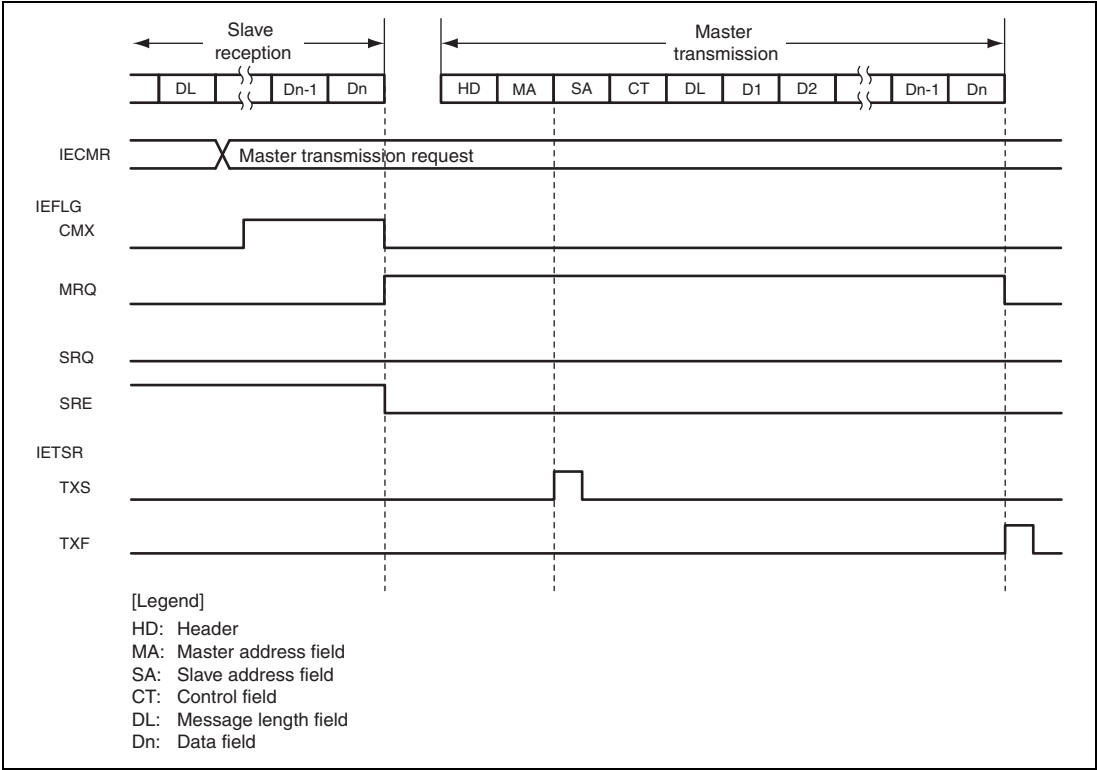 Slave
reception
Master
transmission
DL Dn-1 Dn HD MA SA CT DL D1 D2 Dn-1 Dn
IECMR Master transmission request
IEFLG
CMX
MRQ
SRQ
SRE
IETSR
TXS
TXF
[Legend]
HD: Header
MA: Master address field
SA: Slave address field
CT: Control field
DL: Message length field
Dn: Data field